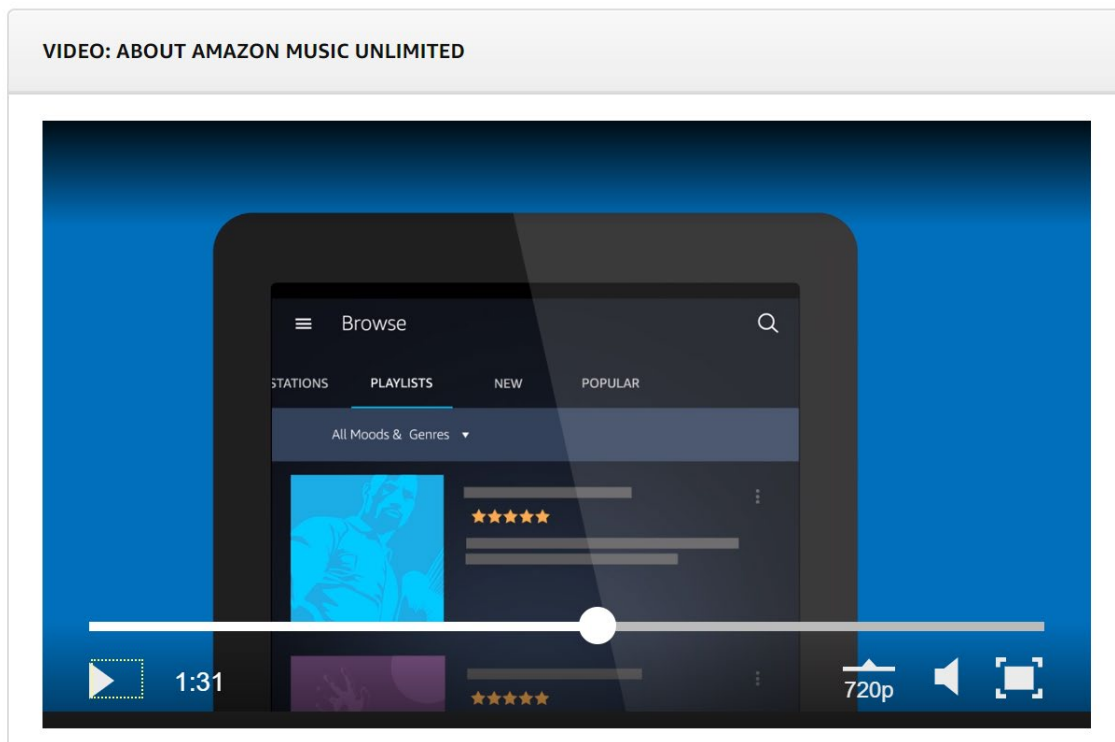 VIDEO: ABOUT AMAZON MUSIC UNLIMITED
Browse
STATIONS PLAYLISTS NEW POPULAR
All Moods & Genres
1:31 720p